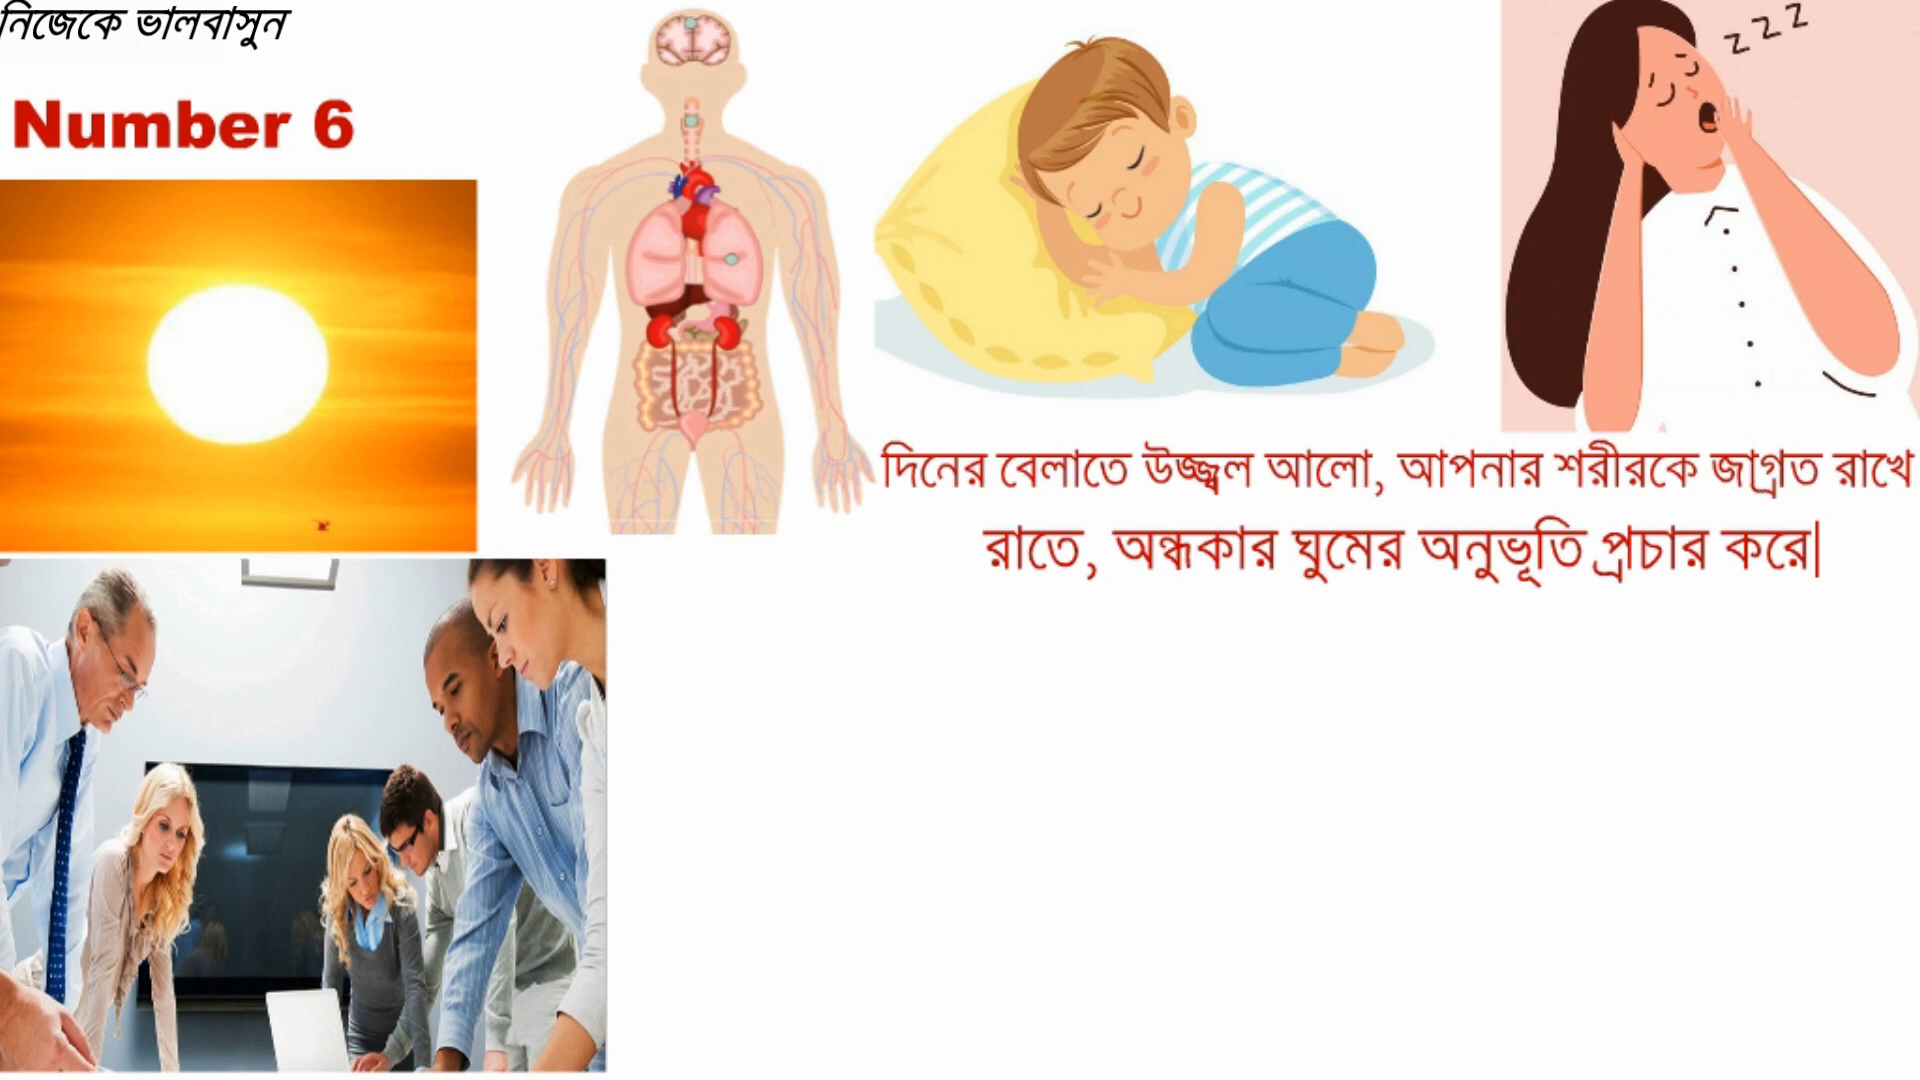 নিজেকে ভালবাসুন
Number 6
z z z
দিনের বেলাতে উজ্জ্বল আলো, আপনার শরীরকে জাগ্রত রাখে
রাতে, অন্ধকার ঘুমের অনুভূতি প্রচার করে|